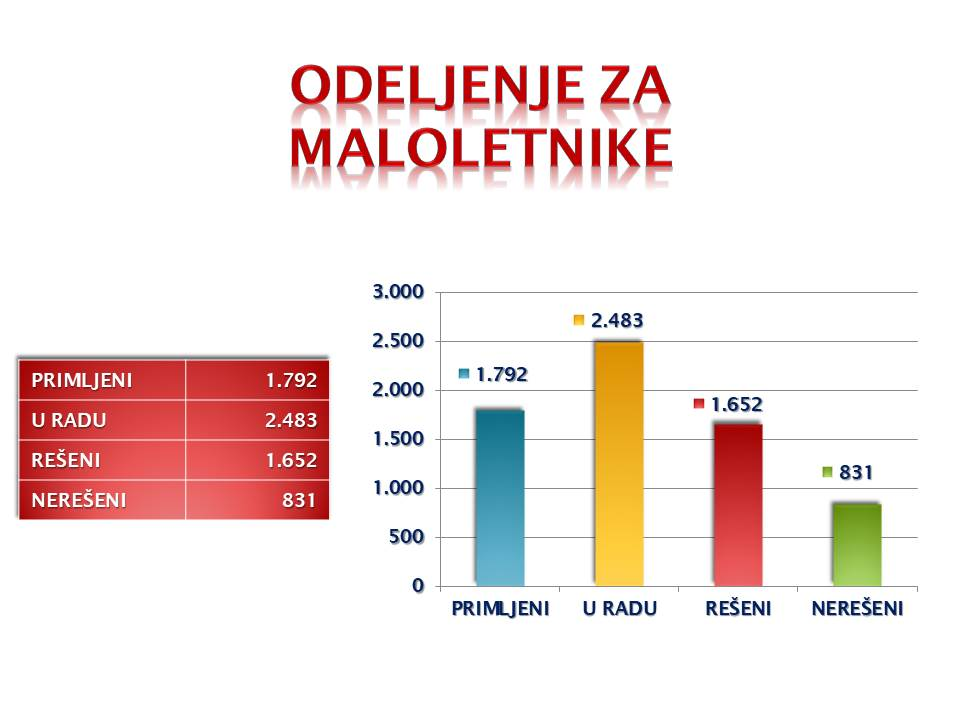 ODELJENJE ZA
MALOLETNIKE
PRIMLJENI 1.792
U RADU 2.483
REŠENI 1.652
NEREŠENI 831
3.000
2.500
2.000
1.500
1.000
500
0
2.483
1.792
1.652
831
PRIMLJENI U RADU REŠENI NEREŠENI